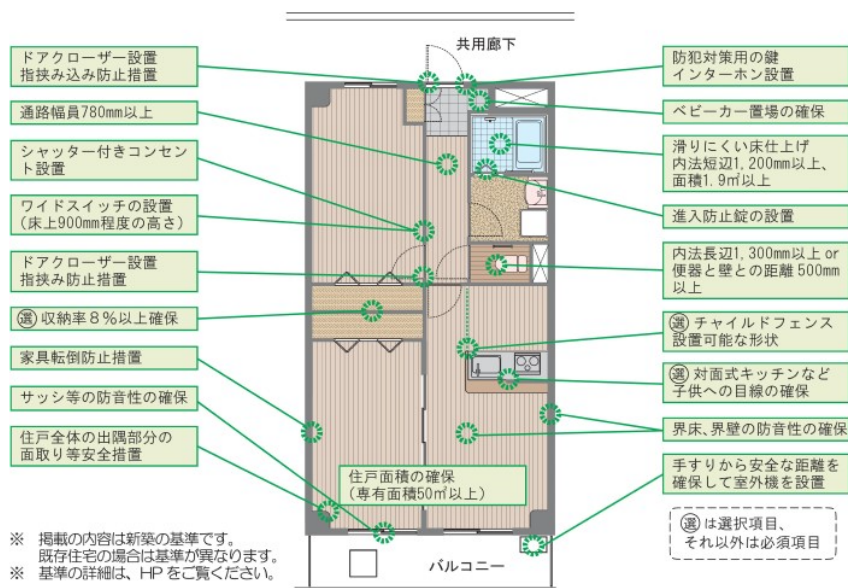 共用廊下
ドアクローザー設置
指挟み込み防止措置
通路幅員780mm以上
シャッター付きコンセン
ト設置
ワイドスイッチの設置
(床上900mm程度の高さ)
ドアクローザー設置
指挟み防止措置
選 収納率8%以上確保
家具転倒防止措置
サッシ等の防音性の確保
住戸全体の出隅部分の
面取り等安全措置
防犯対策用の鍵
インターホン設置
ベビーカー置場の確保
滑りにくい床仕上げ
内法短辺1,200mm以上、
面積1.9㎡以上
進入防止錠の設置
内法長辺1,300mm以上 or
便器と壁との距離500mm
以上
選 チャイルドフェンス
設置可能な形状
選 対面式キッチンなど
子供への目線の確保
界床、界壁の防音性の確保
手すりから安全な距離を
確保して室外機を設置
住戸面積の確保
(専有面積50㎡以上)
選は選択項目、
それ以外は必須項目
バルコニー
※ 掲載の内容は新築の基準です。
既存住宅の場合は基準が異なります。
※ 基準の詳細は、HPをご覧ください。